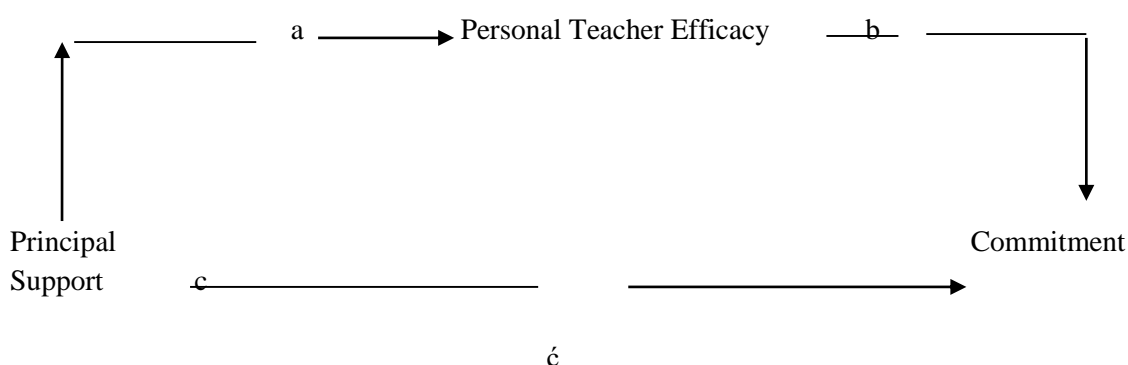 a Personal Teacher Efficacy b
Principal Commitment
Support c
ć